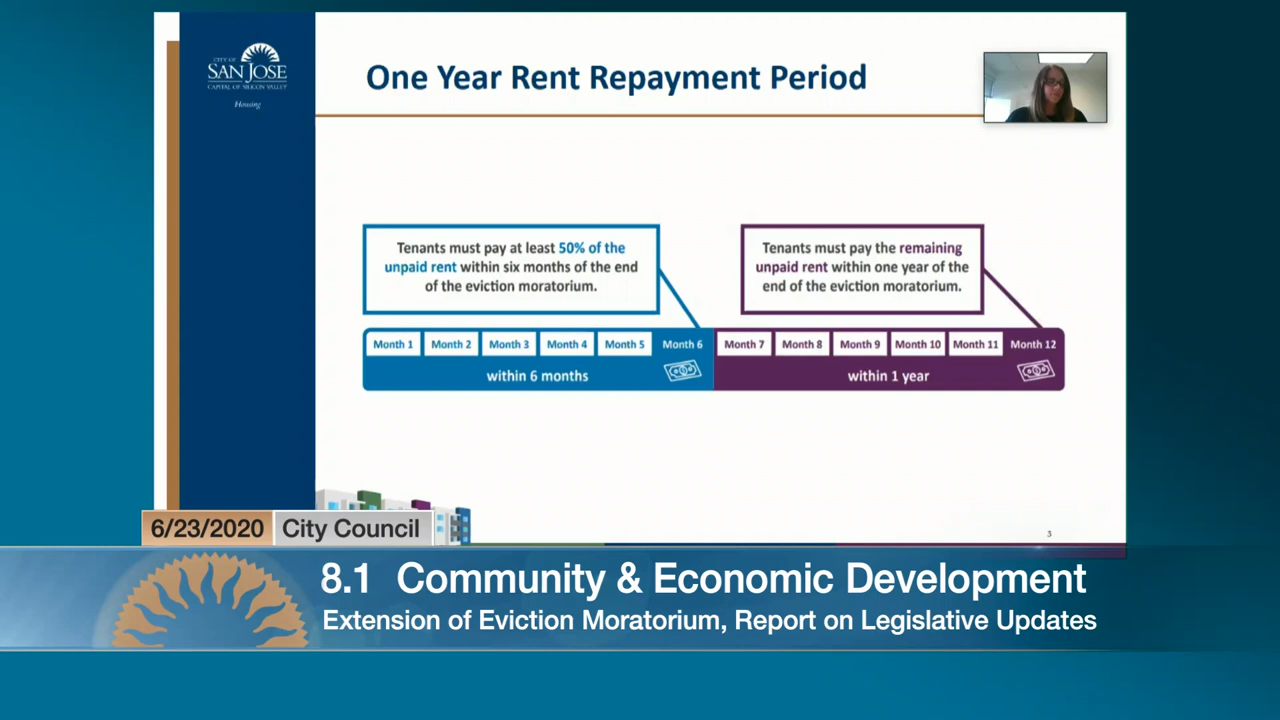 CITY OF
SAN JOSE
CAPITAL OF SILICON VALLEY
Housing
One Year Rent Repayment Period
Tenants must pay at least 50% of the
unpaid rent within six months of the end
of the eviction moratorium.
Tenants must pay the remaining
unpaid rent within one year of the
end of the eviction moratorium.
Month 1 Month 2 Month 3 Month 4 Month 5 Month 6 Month 7 Month 8 Month 9 Month 10 Month 11 Month 12
within 6 months
within 1 year
3
6/23/2020 City Council
8.1 Community & Economic Development
Extension of Eviction Moratorium, Report on Legislative Updates